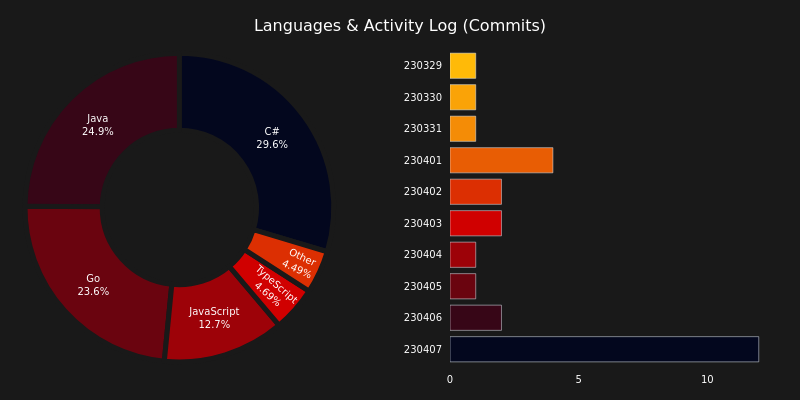 Languages & Activity Log (Commits)
Java
24.9%
C#
29.6%
Other
4.49%
TypeScript
4.69%
Go
23.6%
JavaScript
12.7%
230329
230330
230331
230401
230402
230403
230404
230405
230406
230407
0
5
10